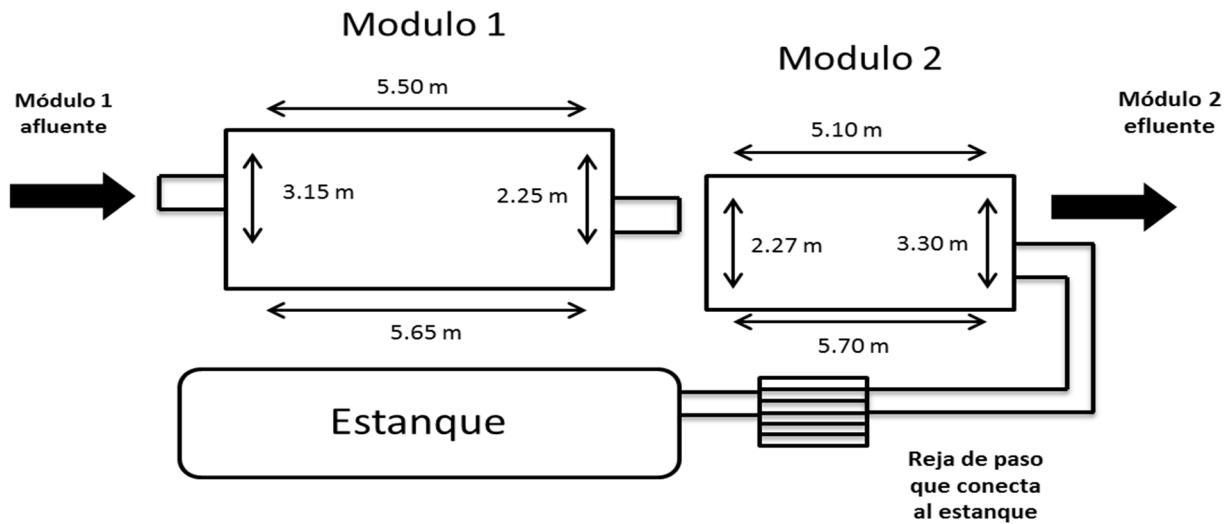 Modulo 1
Modulo 2
5.50 m
Módulo 1
afluente
Módulo 2
efluente
5.10 m
3.15 m
2.25 m
2.27 m
3.30 m
5.65 m
5.70 m
Estanque
Reja de paso
que conecta
al estanque